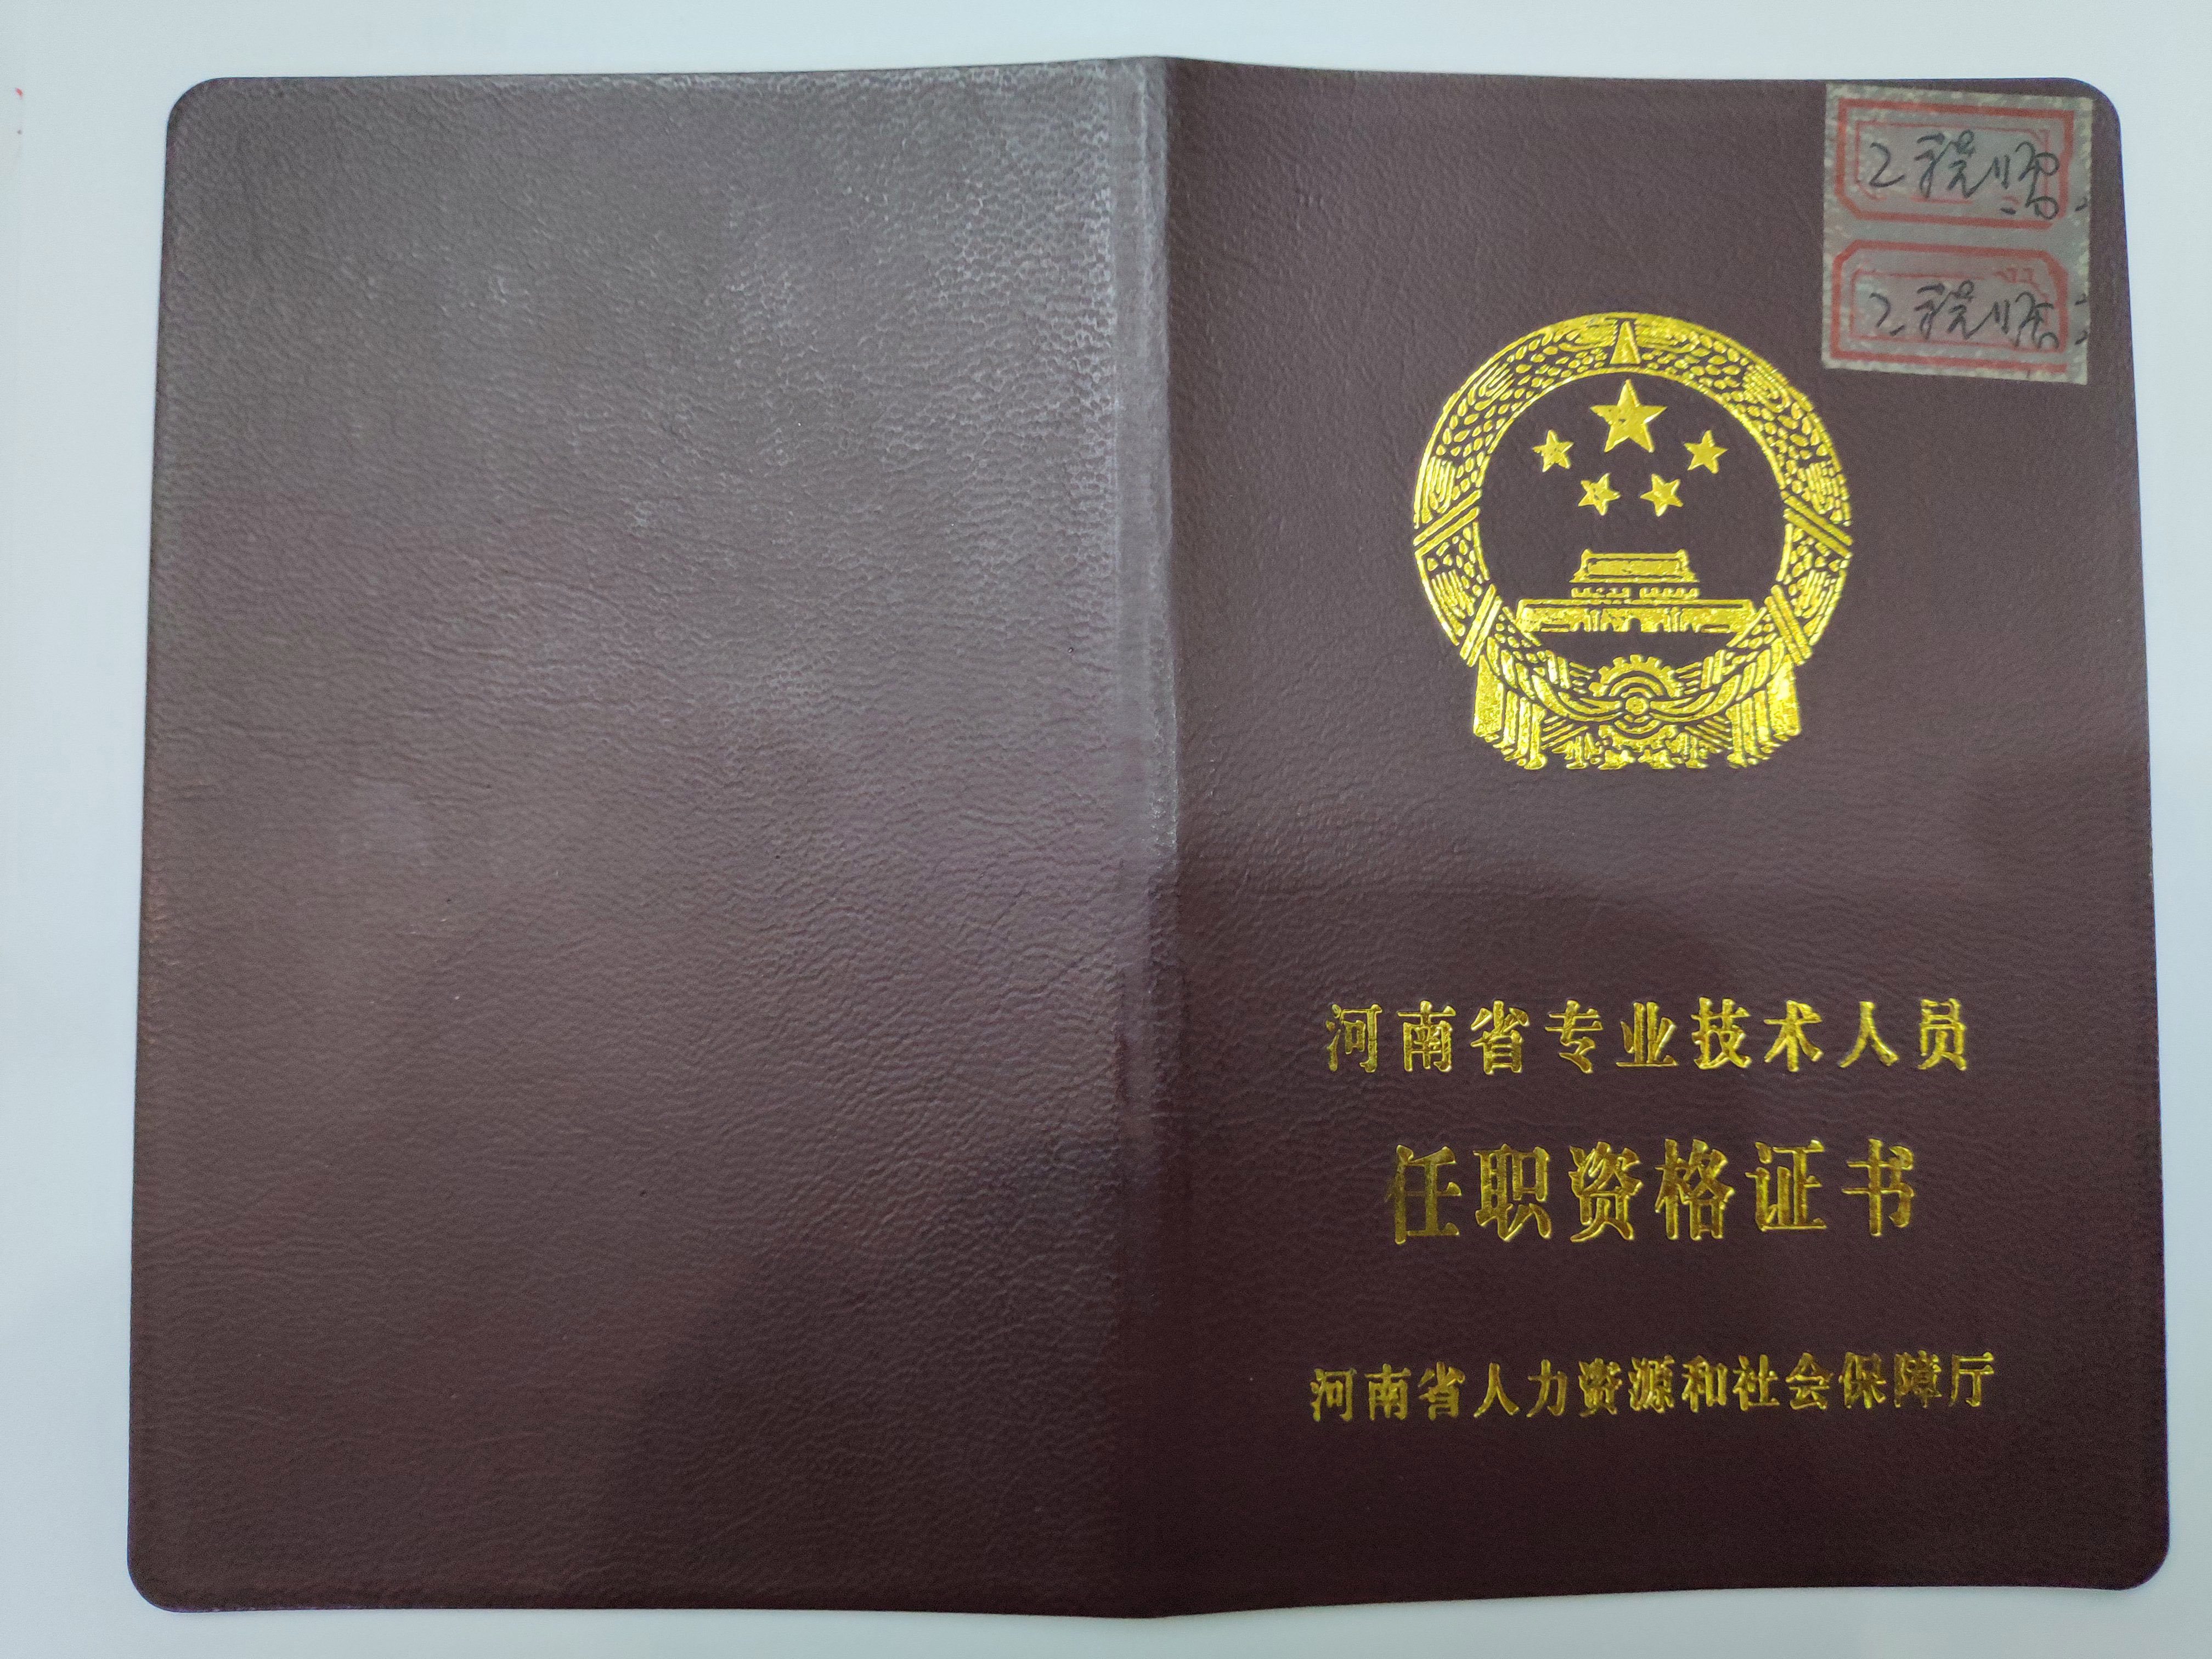 工程师
工程师
河南省专业技术人员
任职资格证书
河南省人力资源和社会保障厅